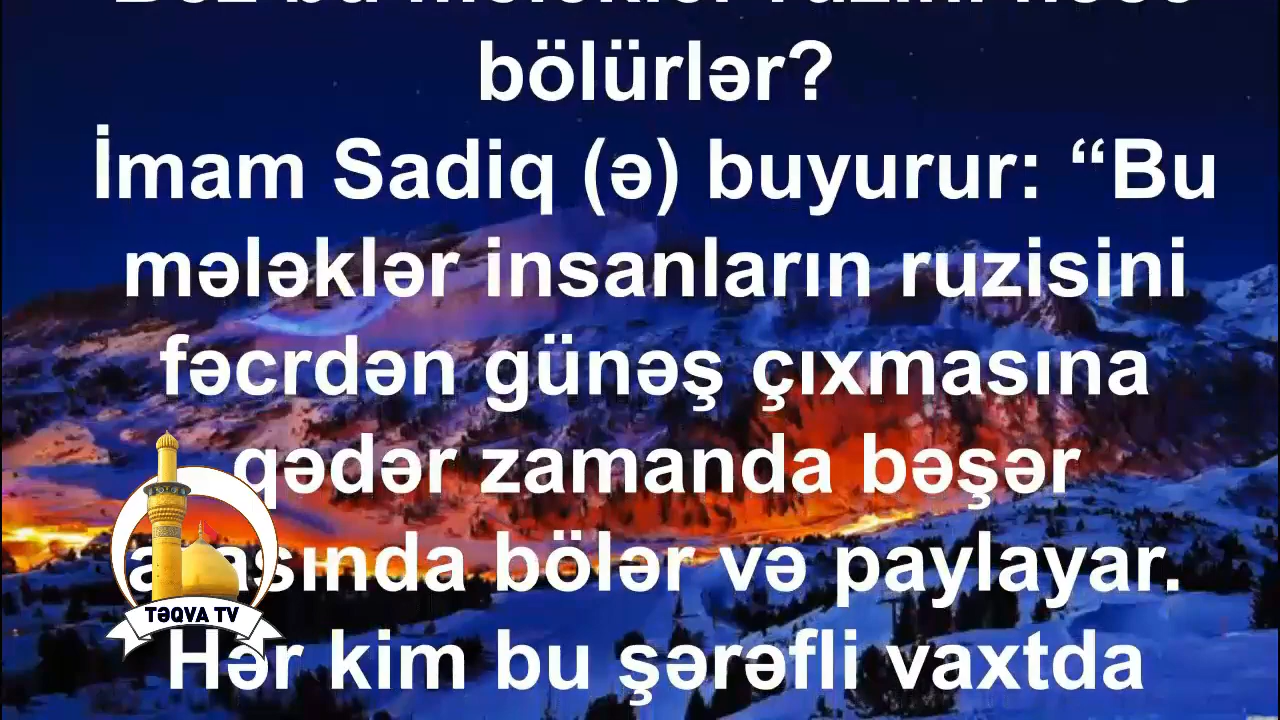 bölürlər?
İmam Sadiq (ə) buyurur: “Bu
mələklər insanların ruzisini
fəcrdən günəş çıxmasına
qədər zamanda bəşər
arasında bölər və paylayar.
Hər kim bu şərəfli vaxtda
TƏQVA TV